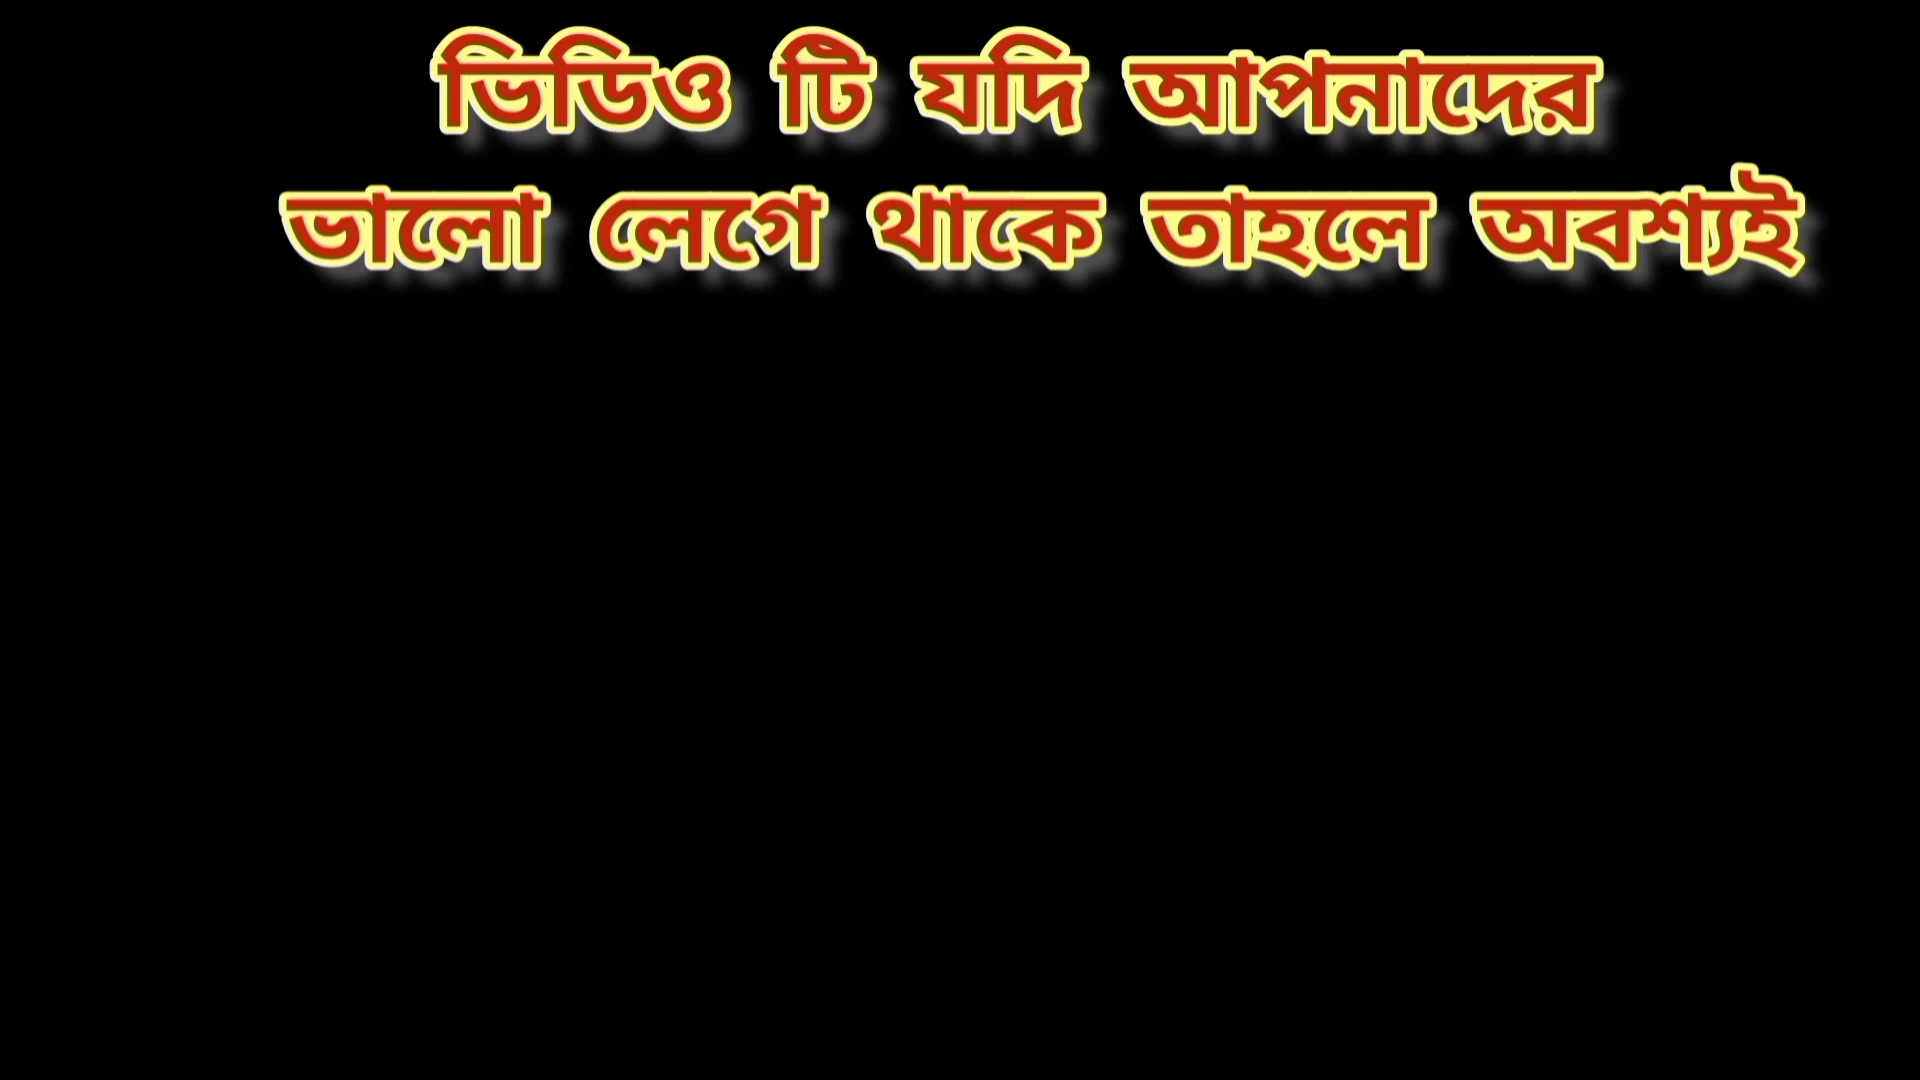 ভিডিও টি যদি আপনাদের
ভালো লেগে থাকে তাহলে অবশ্যই